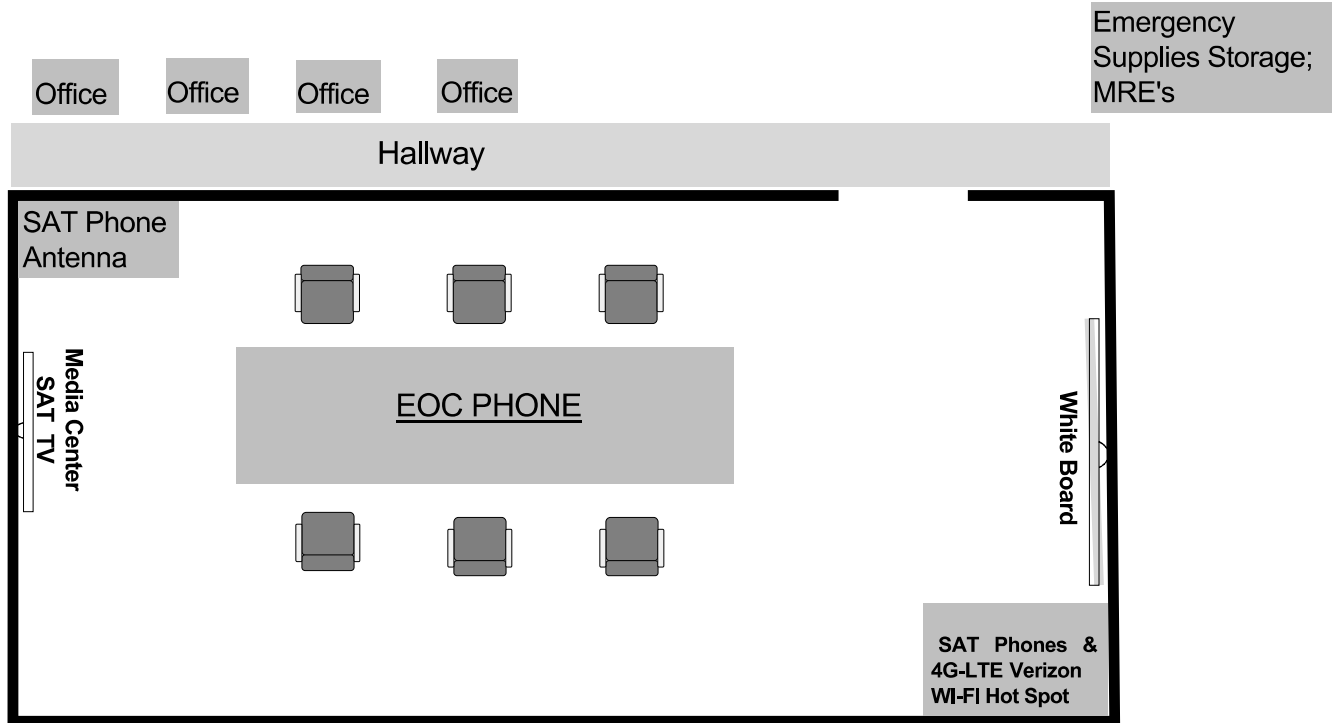 Emergency
Supplies Storage;
MRE's
Office
Office
Office
Office
Hallway
SAT Phone
Antenna
Media Center
SAT TV
EOC PHONE
White Board
SAT Phones &
4G-LTE Verizon
WI-FI Hot Spot